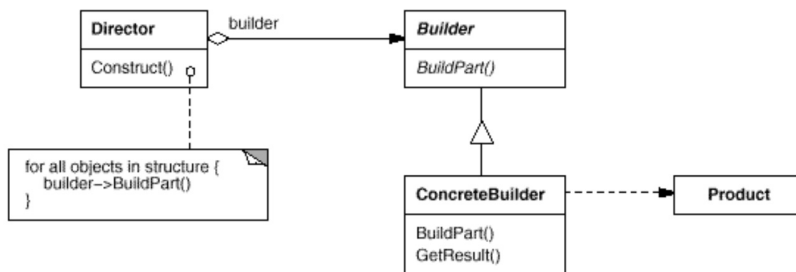 Director
builder
Builder
Construct()
BuildPart()
for all objects in structure {
builder->BuildPart()
}
ConcreteBuilder
Product
BuildPart()
GetResult()